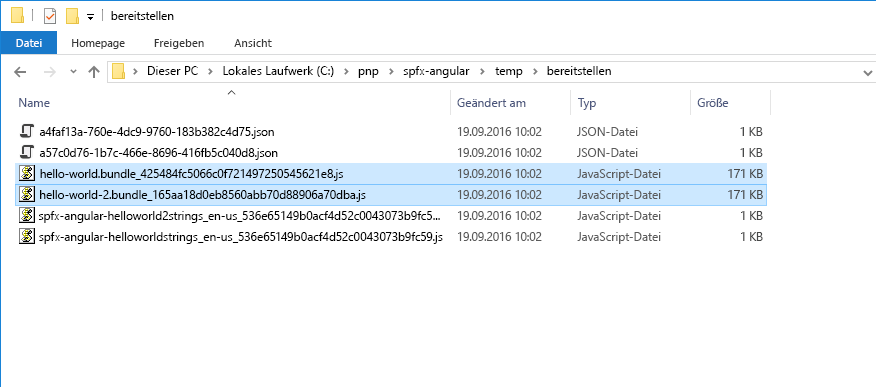 bereitstellen
Datei Homepage Freigeben Ansicht
Dieser PC Lokales Laufwerk (C:) pnp spfx-angular temp bereitstellen
Name Geändert am Typ Größe
a4faf13a-760e-4dc9-9760-183b382c4d75.json 19.09.2016 10:02 JSON-Datei 1 KB
a57c0d76-1b7c-466e-8696-416fb5c040d8.json 19.09.2016 10:02 JSON-Datei 1 KB
hello-world.bundle_425484fc5066c0f721497250545621e8.js 19.09.2016 10:02 JavaScript-Datei 171 KB
hello-world-2.bundle_165aa18d0eb8560abb70d88906a70dba.js 19.09.2016 10:02 JavaScript-Datei 171 KB
spfx-angular-helloworld2strings_en-us_536e65149b0acf4d52c0043073b9fc5... 19.09.2016 10:02 JavaScript-Datei 1 KB
spfx-angular-helloworldstrings_en-us_536e65149b0acf4d52c0043073b9fc59.js 19.09.2016 10:02 JavaScript-Datei 1 KB